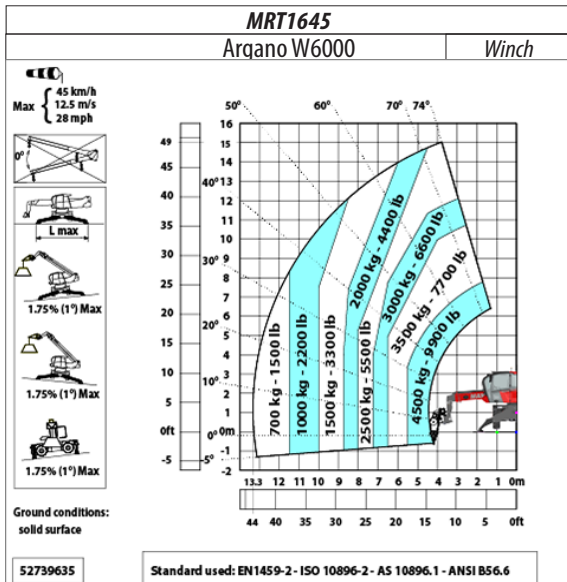 MRT1645
Argano W6000
Winch
Max { 45 km/h
12.5 m/s
28 mph
0°
L max
1.75% (1°) Max
1.75% (1°) Max
1.75% (1°) Max
Ground conditions:
solid surface
52739635
50° 60° 70° 74°
40°
30°
20°
10°
0°
-5°
49
45
40
35
30
25
20
15
10
5
0ft
-5
16
15
14
13
12
11
10
9
8
7
6
5
4
3
2
1
0m
-1
-2
700 kg - 1500 lb
1000 kg - 2200 lb
1500 kg - 3300 lb
2000 kg - 4400 lb
2500 kg - 5500 lb
3000 kg - 6600 lb
3500 kg - 7700 lb
4500 kg - 9900 lb
13.3 12 11 10 9 8 7 6 5 4 3 2 1 0m
44 40 35 30 25 20 15 10 5 0ft
Standard used: EN1459-2 - ISO 10896-2 - AS 10896.1 - ANSI B56.6